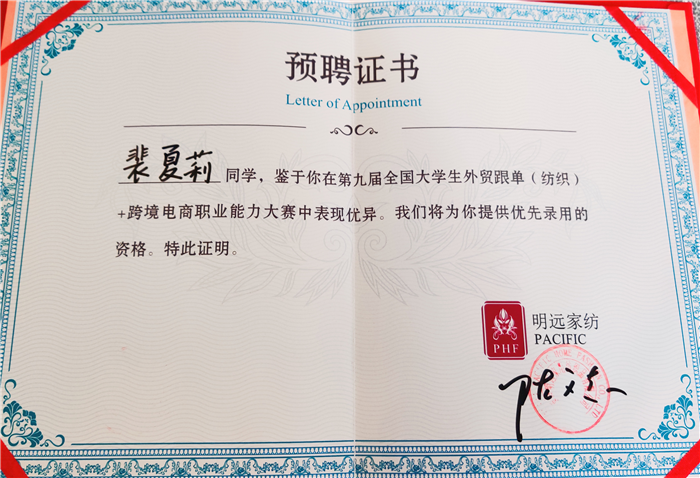 预聘证书
Letter of Appointment
裴夏莉 同学，鉴于你在第九届全国大学生外贸跟单（纺织）
+跨境电商职业能力大赛中表现优异。我们将为你提供优先录用的
资格。特此证明。
明远家纺
PHF PACIFIC